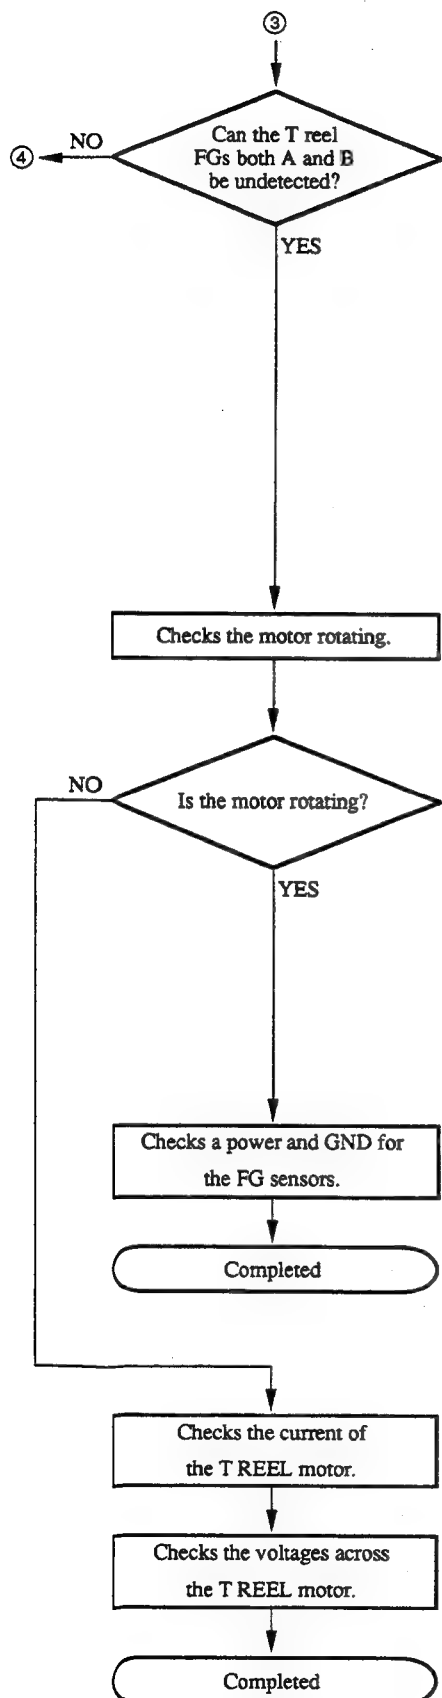 ③
Can the T reel
FGs both A and B
be undetected?
NO
④
YES
Checks the motor rotating.
Is the motor rotating?
NO
YES
Checks a power and GND for
the FG sensors.
Completed
Checks the current of
the T REEL motor.
Checks the voltages across
the T REEL motor.
Completed